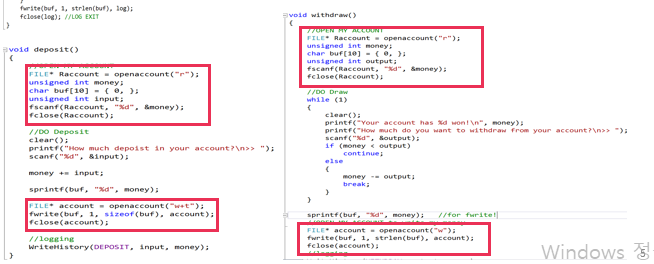 }
fwrite(buf, 1, strlen(buf), log);
fclose(log); //LOG EXIT
}
void deposit()
{
FILE* Raccount = openaccount("r");
unsigned int money;
char buf[10] = { 0, };
unsigned int input;
fscanf(Raccount, "%d", &money);
fclose(Raccount);
//DO Deposit
clear();
printf("How much depoist in your account?\n>> ");
scanf("%d", &input);
money += input;
sprintf(buf, "%d", money);
FILE* account = openaccount("w+t");
fwrite(buf, 1, sizeof(buf), account);
fclose(account);
//logging
WriteHistory(DEPOSIT, input, money);
}
void withdraw()
{
//OPEN MY ACCOUNT
FILE* Raccount = openaccount("r");
unsigned int money;
char buf[10] = { 0, };
unsigned int output;
fscanf(Raccount, "%d", &money);
fclose(Raccount);
//DO Draw
while (1)
{
clear();
printf("Your account has %d won!\n", money);
printf("How much do you want to withdraw from your account?\n>> ");
scanf("%d", &output);
if (money < output)
continue;
else
{
money -= output;
break;
}
}
sprintf(buf, "%d", money); //for fwrite!
FILE* account = openaccount("w");
fwrite(buf, 1, strlen(buf), account);
fclose(account);
//logging
Windows 정
5